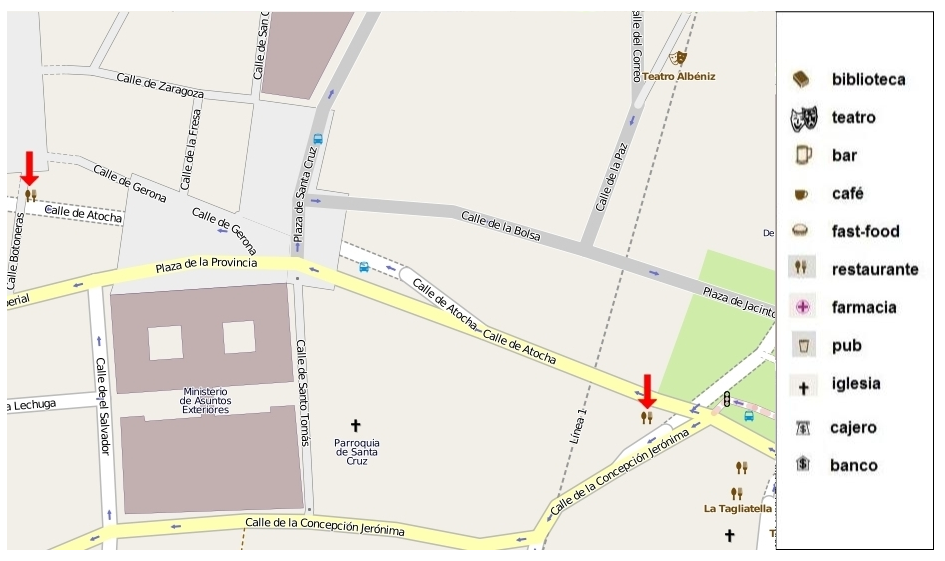 Calle de San C
Calle de Zaragoza
Calle de la Fresa
Calle de Gerona
Calle de Gerona
Calle de Atocha
Calle Botoneras
Plaza de Santa Cruz
Plaza de la Provincia
perial
Calle de la Bolsa
Calle de la Paz
alle del Correo
Teatro Albéniz
De
Plaza de Jacinto
Calle de Atocha
Calle de Atocha
a Lechuga
Calle de el Salvador
Ministerio
de Asuntos
Exteriores
Calle de Santo Tomás
Parroquia
de Santa
Cruz
Línea 1
Calle de la Concepción Jerónima
Calle de la Concepción Jerónima
La Tagliatella
T
biblioteca
teatro
bar
café
fast-food
restaurante
farmacia
pub
iglesia
cajero
banco